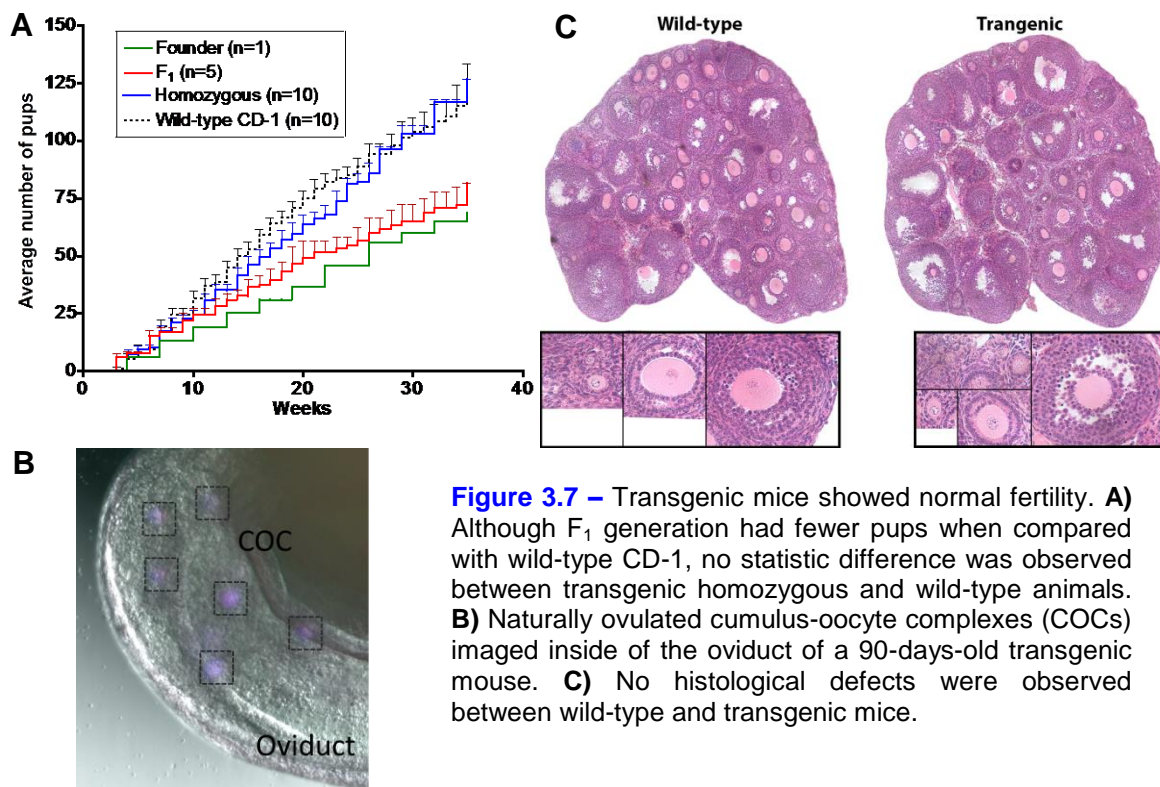 A
150
125
100
75
50
25
0
Average number of pups
Founder (n=1)
F₁ (n=5)
Homozygous (n=10)
Wild-type CD-1 (n=10)
0
10
20
30
40
Weeks
B
COC
Oviduct
C
Wild-type
Trangenic
Figure 3.7 – Transgenic mice showed normal fertility. A)
Although F₁ generation had fewer pups when compared
with wild-type CD-1, no statistic difference was observed
between transgenic homozygous and wild-type animals.
B) Naturally ovulated cumulus-oocyte complexes (COCs)
imaged inside of the oviduct of a 90-days-old transgenic
mouse. C) No histological defects were observed
between wild-type and transgenic mice.